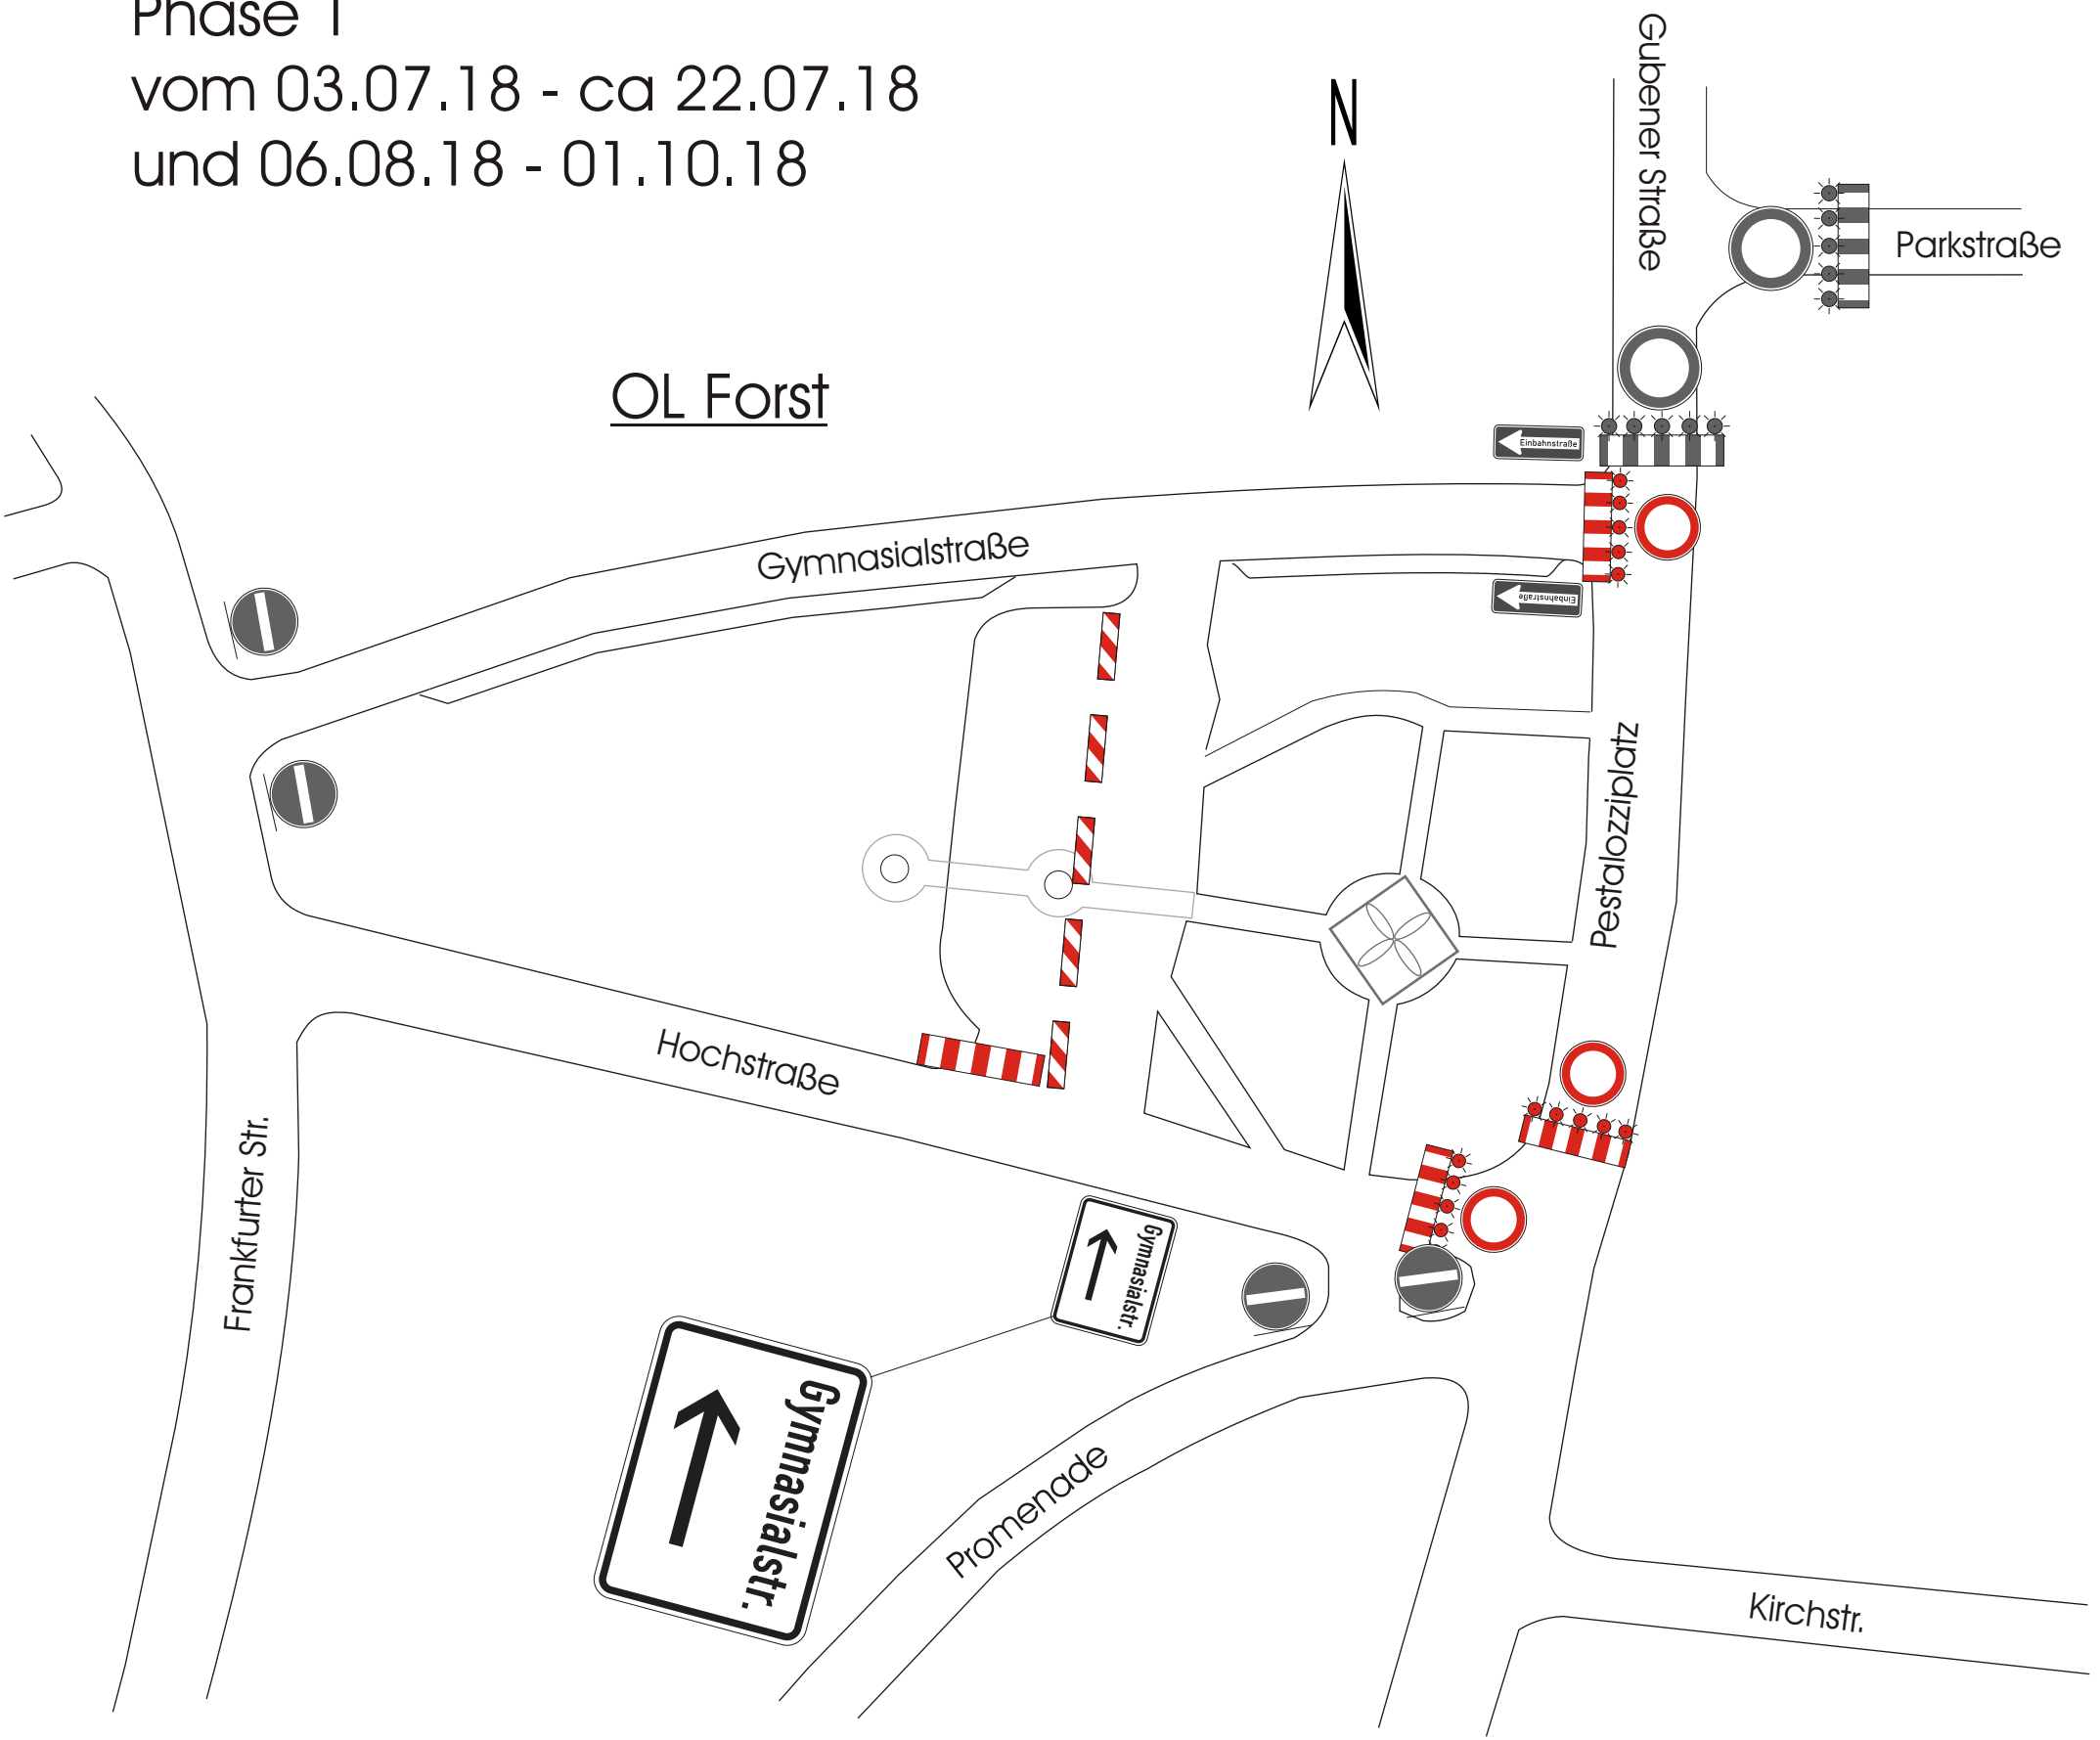 Phase 1
vom 03.07.18 - ca 22.07.18
und 06.08.18 - 01.10.18
N
Gubener Straße
Parkstraße
OL Forst
Einbahnstraße
Gymnasialstraße
Einbahnstraße
Pestalozziplatz
Hochstraße
Frankfurter Str.
Gymnasialstr.
Gymnasialstr.
Promenade
Kirchstr.